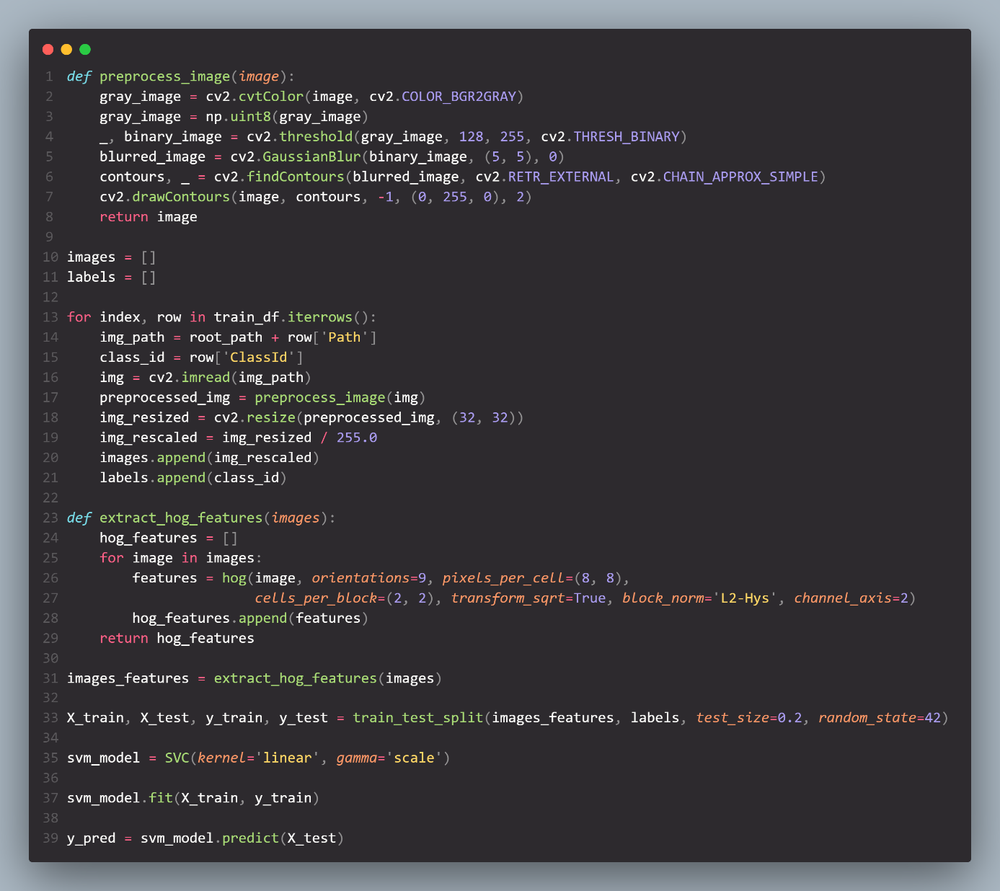 1 def preprocess_image(image):
2     gray_image = cv2.cvtColor(image, cv2.COLOR_BGR2GRAY)
3     gray_image = np.uint8(gray_image)
4     _, binary_image = cv2.threshold(gray_image, 128, 255, cv2.THRESH_BINARY)
5     blurred_image = cv2.GaussianBlur(binary_image, (5, 5), 0)
6     contours, _ = cv2.findContours(blurred_image, cv2.RETR_EXTERNAL, cv2.CHAIN_APPROX_SIMPLE)
7     cv2.drawContours(image, contours, -1, (0, 255, 0), 2)
8     return image
9
10 images = []
11 labels = []
12
13 for index, row in train_df.iterrows():
14     img_path = root_path + row['Path']
15     class_id = row['ClassId']
16     img = cv2.imread(img_path)
17     preprocessed_img = preprocess_image(img)
18     img_resized = cv2.resize(preprocessed_img, (32, 32))
19     img_rescaled = img_resized / 255.0
20     images.append(img_rescaled)
21     labels.append(class_id)
22
23 def extract_hog_features(images):
24     hog_features = []
25     for image in images:
26         features = hog(image, orientations=9, pixels_per_cell=(8, 8),
27                        cells_per_block=(2, 2), transform_sqrt=True, block_norm='L2-Hys', channel_axis=2)
28         hog_features.append(features)
29     return hog_features
30
31 images_features = extract_hog_features(images)
32
33 X_train, X_test, y_train, y_test = train_test_split(images_features, labels, test_size=0.2, random_state=42)
34
35 svm_model = SVC(kernel='linear', gamma='scale')
36
37 svm_model.fit(X_train, y_train)
38
39 y_pred = svm_model.predict(X_test)